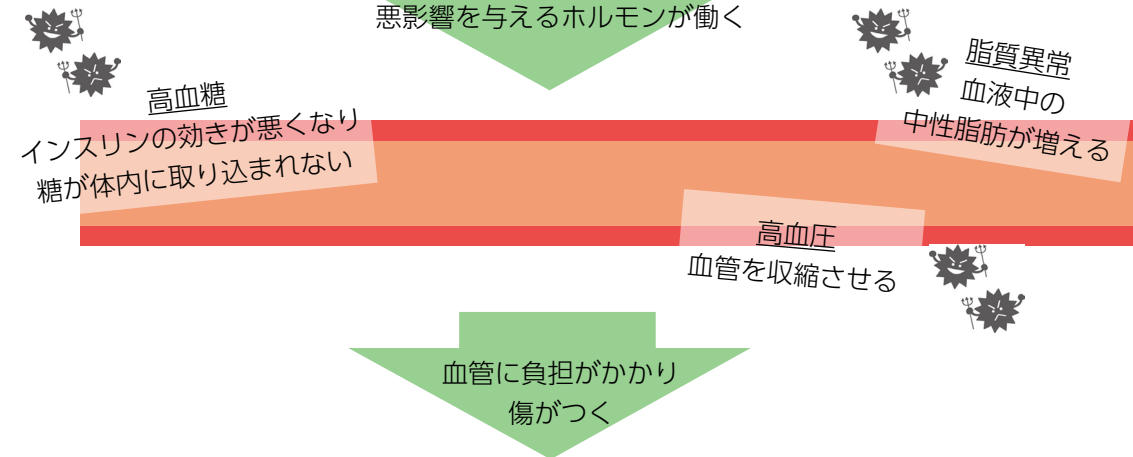 悪影響を与えるホルモンが働く
高血糖
インスリンの効きが悪くなり
糖が体内に取り込まれない
脂質異常
血液中の
中性脂肪が増える
高血圧
血管を収縮させる
血管に負担がかかり
傷がつく